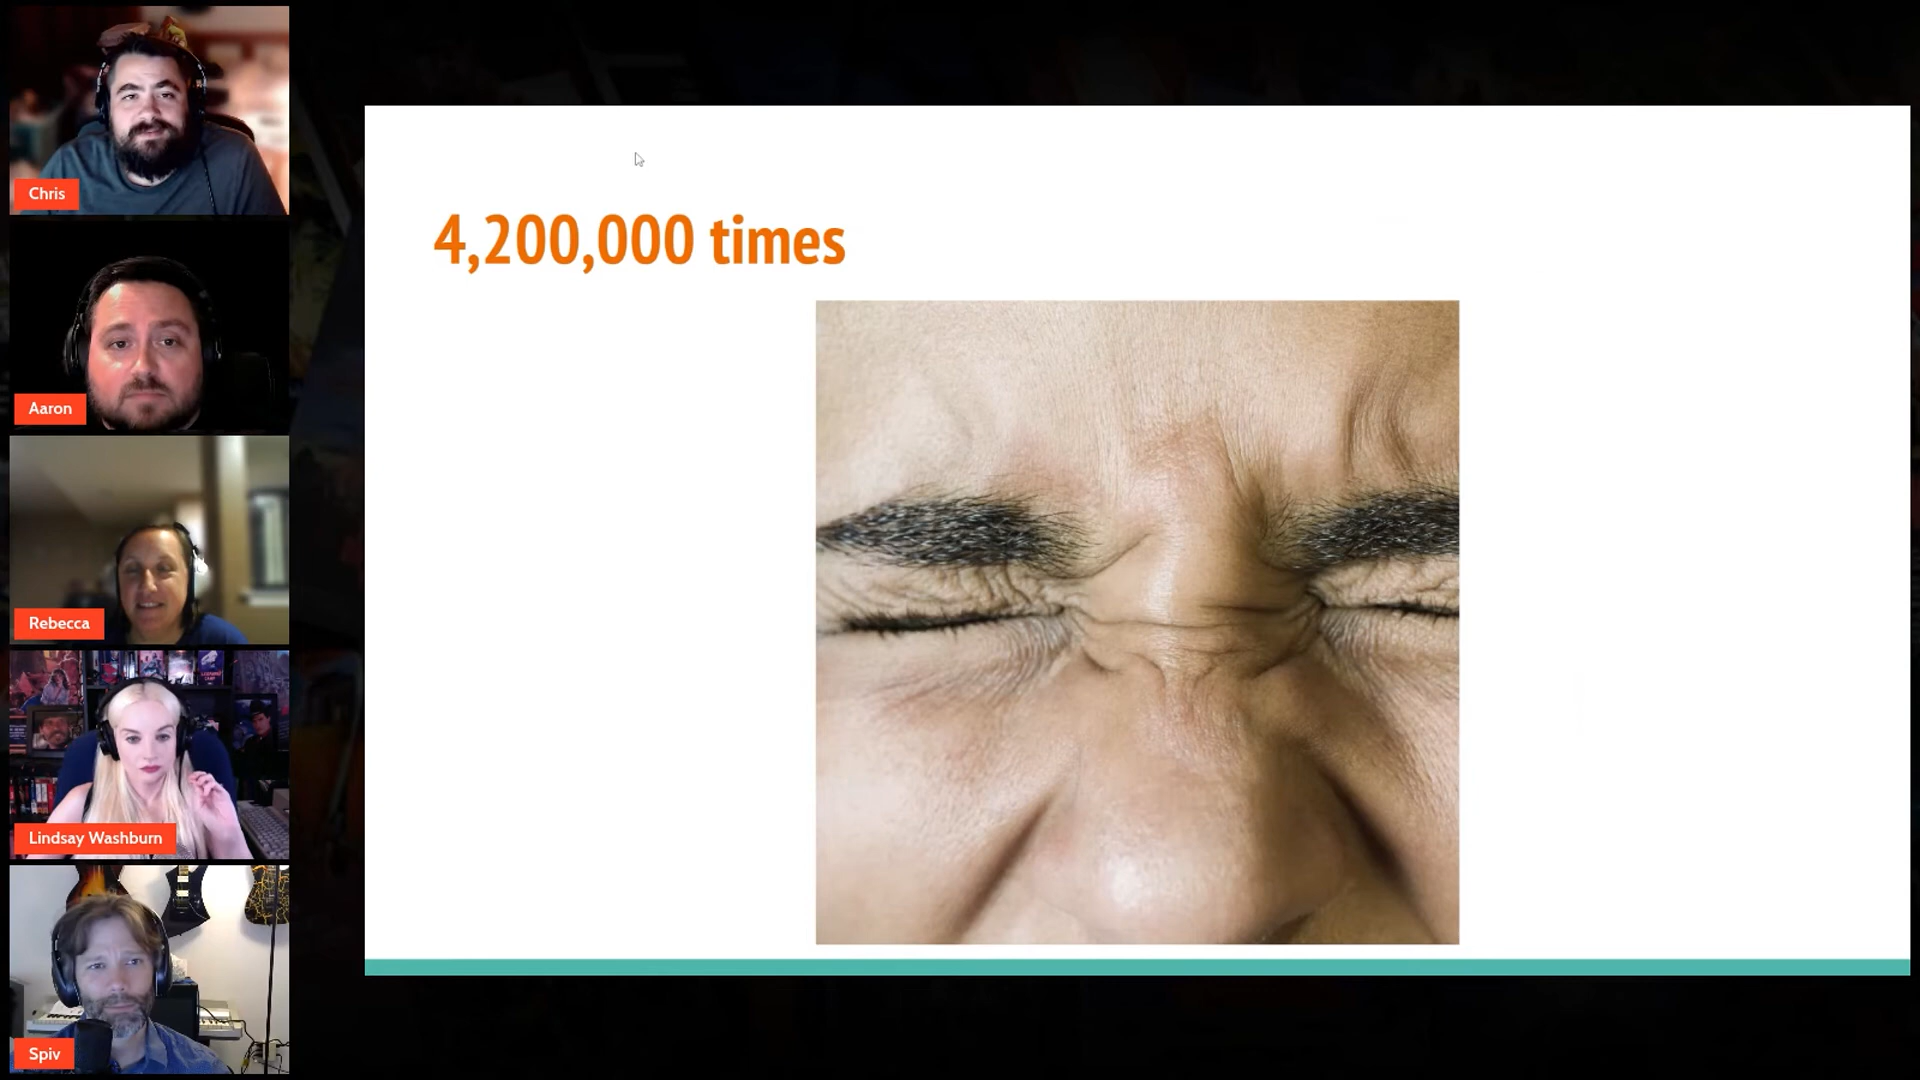 Chris
4,200,000 times
Aaron
Rebecca
Lindsay Washburn
Spiv